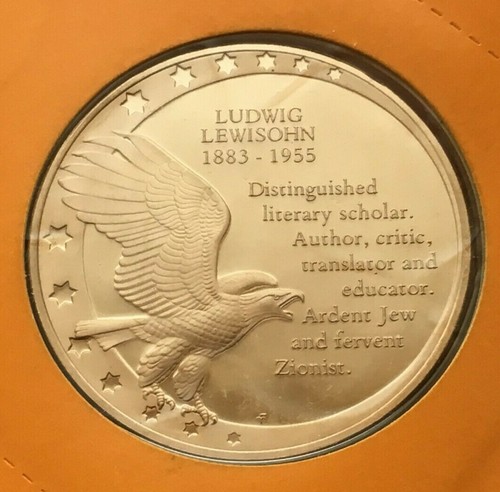 LUDWIG
LEWISOHN
1883 - 1955
Distinguished
literary scholar.
Author, critic,
translator and
educator.
Ardent Jew
and fervent
Zionist.